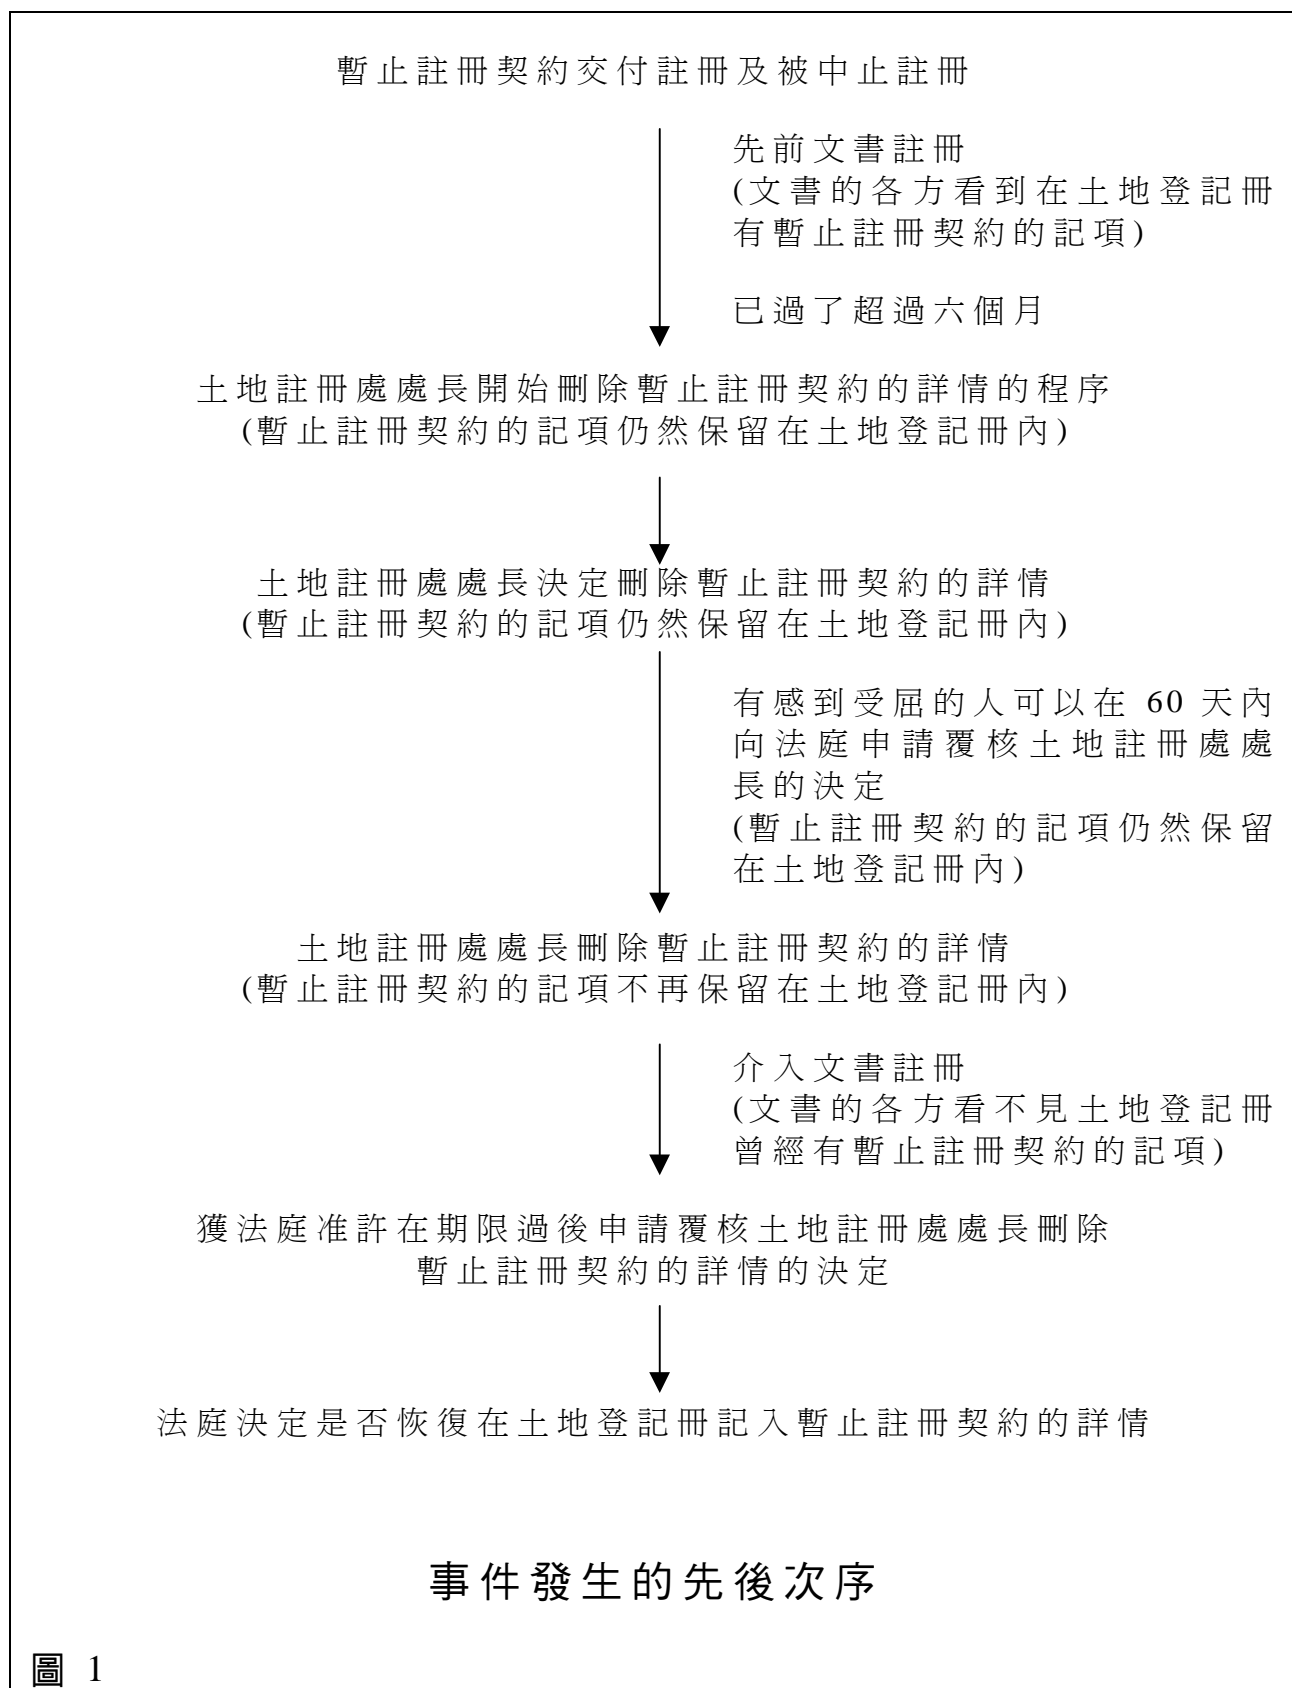 暫止註冊契約交付註冊及被中止註冊
先前文書註冊
(文書的各方看到在土地登記冊
有暫止註冊契約的記項)
已過了超過六個月
土地註冊處處長開始刪除暫止註冊契約的詳情的程序
(暫止註冊契約的記項仍然保留在土地登記冊內)
土地註冊處處長決定刪除暫止註冊契約的詳情
(暫止註冊契約的記項仍然保留在土地登記冊內)
有感到受屈的人可以在 60 天內
向法庭申請覆核土地註冊處處
長的決定
(暫止註冊契約的記項仍然保留
在土地登記冊內)
土地註冊處處長刪除暫止註冊契約的詳情
(暫止註冊契約的記項不再保留在土地登記冊內)
介入文書註冊
(文書的各方看不見土地登記冊
曾經有暫止註冊契約的記項)
獲法庭准許在期限過後申請覆核土地註冊處處長刪除
暫止註冊契約的詳情的決定
法庭決定是否恢復在土地登記冊記入暫止註冊契約的詳情
事件發生的先後次序
圖 1